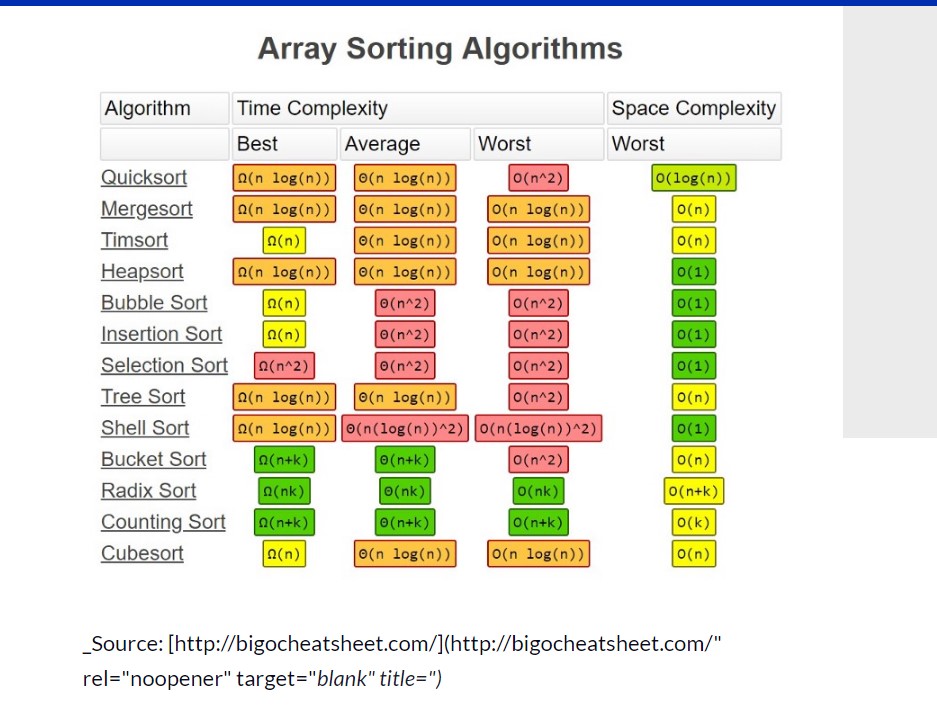 Array Sorting Algorithms
Algorithm Time Complexity Space Complexity
Best Average Worst Worst
Quicksort Ω(n log(n)) Θ(n log(n)) O(n^2) O(log(n))
Mergesort Ω(n log(n)) Θ(n log(n)) O(n log(n)) O(n)
Timsort Ω(n) Θ(n log(n)) O(n log(n)) O(n)
Heapsort Ω(n log(n)) Θ(n log(n)) O(n log(n)) O(1)
Bubble Sort Ω(n) Θ(n^2) O(n^2) O(1)
Insertion Sort Ω(n) Θ(n^2) O(n^2) O(1)
Selection Sort Ω(n^2) Θ(n^2) O(n^2) O(1)
Tree Sort Ω(n log(n)) Θ(n log(n)) O(n^2) O(n)
Shell Sort Ω(n log(n)) Θ(n(log(n))^2) O(n(log(n))^2) O(1)
Bucket Sort Ω(n+k) Θ(n+k) O(n^2) O(n)
Radix Sort Ω(nk) Θ(nk) O(nk) O(n+k)
Counting Sort Ω(n+k) Θ(n+k) O(n+k) O(k)
Cubesort Ω(n) Θ(n log(n)) O(n log(n)) O(n)
_Source: [http://bigocheatsheet.com/](http://bigocheatsheet.com/"
rel="noopener" target="blank" title=")